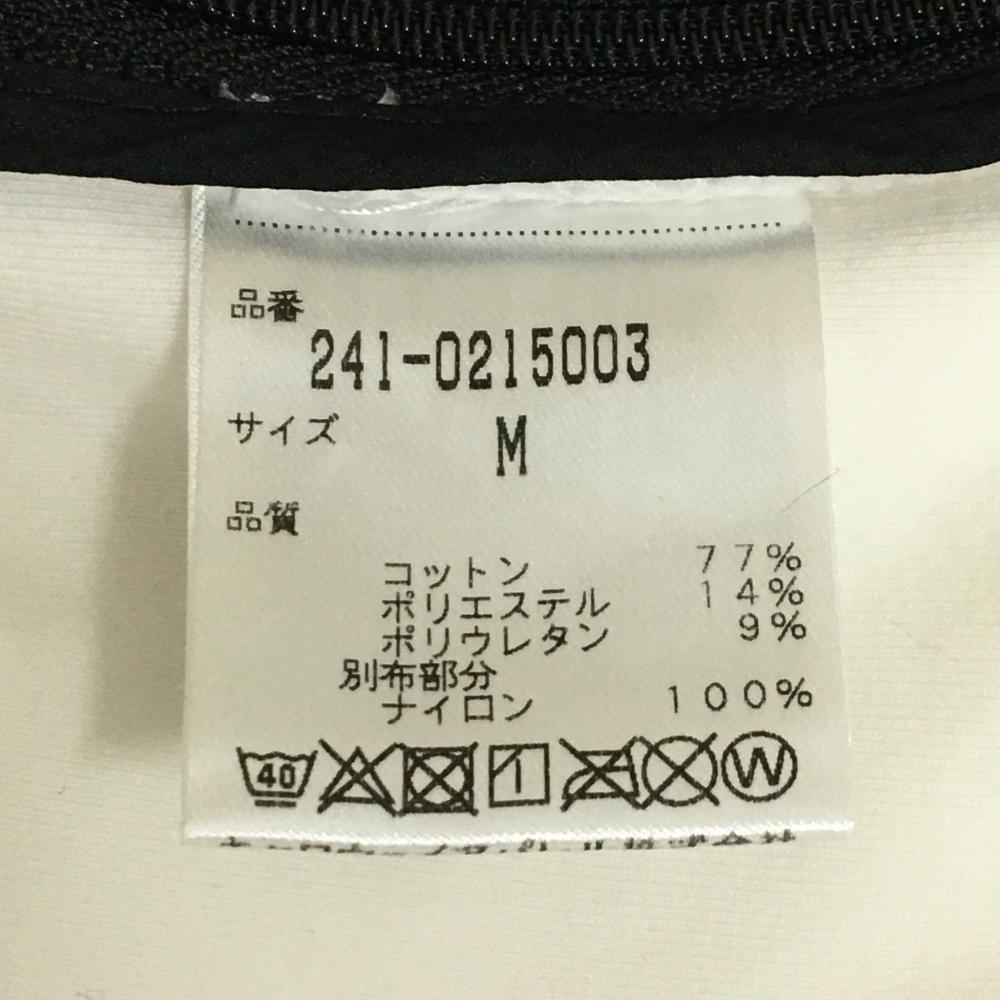 品番
241-0215003
サイズ M
品質
コットン 77%
ポリエステル 14%
ポリウレタン 9%
別布部分
ナイロン 100%
40 W